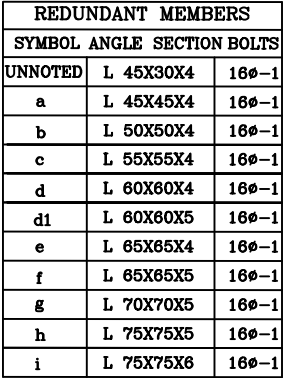 REDUNDANT MEMBERS
SYMBOL ANGLE SECTION BOLTS
UNNOTED L 45X30X4 16ø-1
a L 45X45X4 16ø-1
b L 50X50X4 16ø-1
c L 55X55X4 16ø-1
d L 60X60X4 16ø-1
d1 L 60X60X5 16ø-1
e L 65X65X4 16ø-1
f L 65X65X5 16ø-1
g L 70X70X5 16ø-1
h L 75X75X5 16ø-1
i L 75X75X6 16ø-1